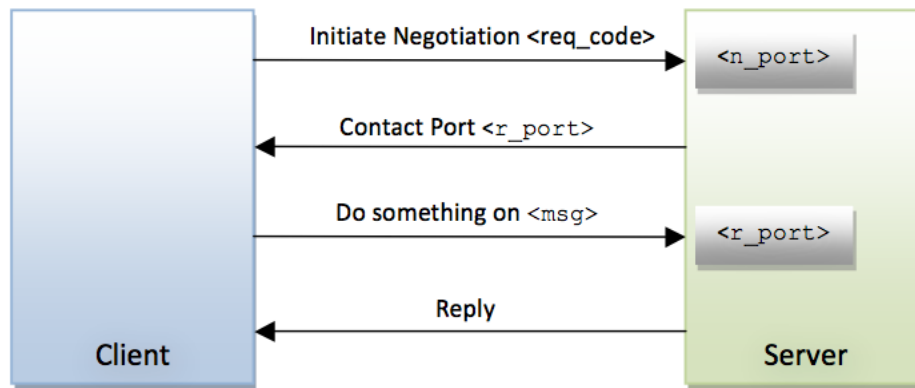 Initiate Negotiation <req_code>
<n_port>
Contact Port <r_port>
Do something on <msg>
<r_port>
Reply
Client
Server